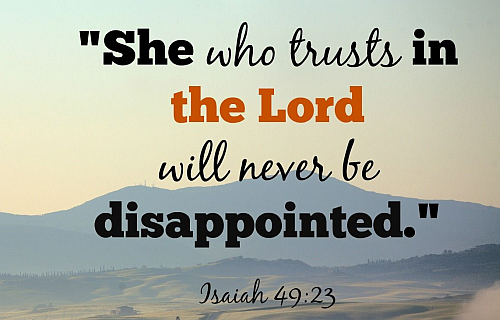 "She who trusts in
the Lord
will never be
disappointed."
Isaiah 49:23